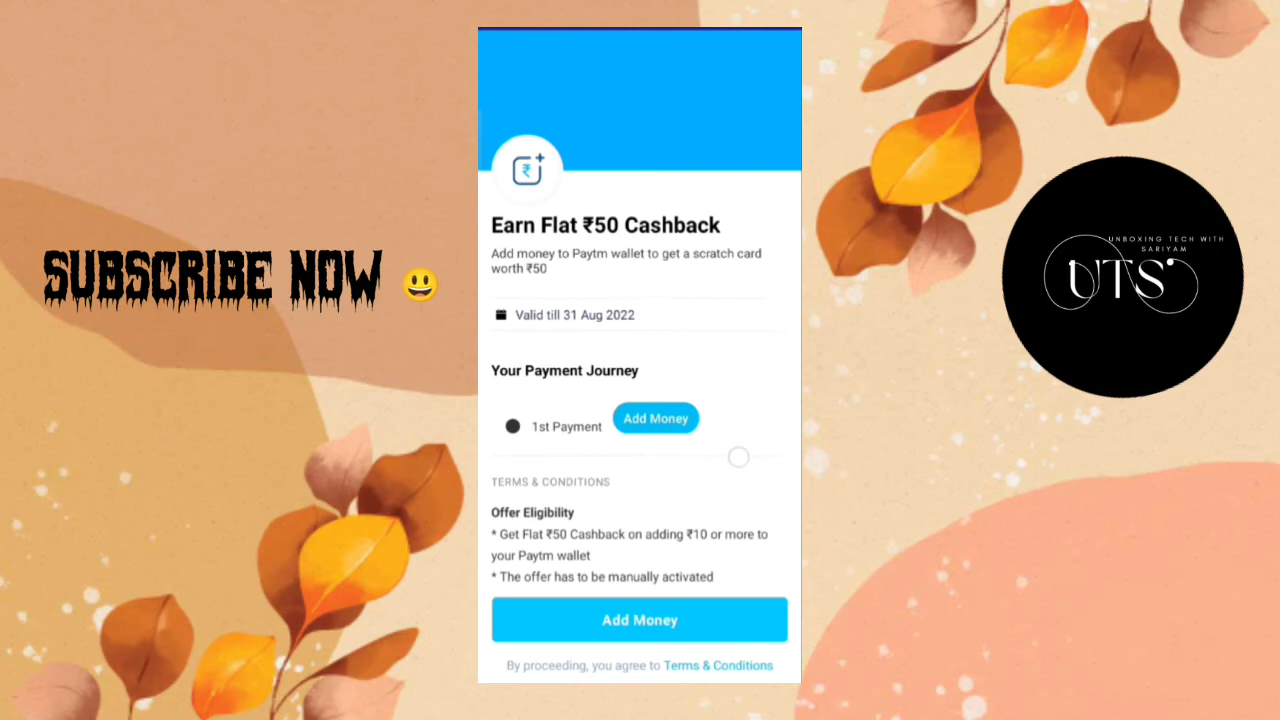 SUBSCRIBE NOW 😃
Earn Flat ₹50 Cashback
Add money to Paytm wallet to get a scratch card
worth ₹50
Valid till 31 Aug 2022
Your Payment Journey
1st Payment
Add Money
TERMS & CONDITIONS
Offer Eligibility
* Get Flat ₹50 Cashback on adding ₹10 or more to
your Paytm wallet
* The offer has to be manually activated
Add Money
By proceeding, you agree to Terms & Conditions
UNBOXING TECH WITH
SARIYAM
UTS